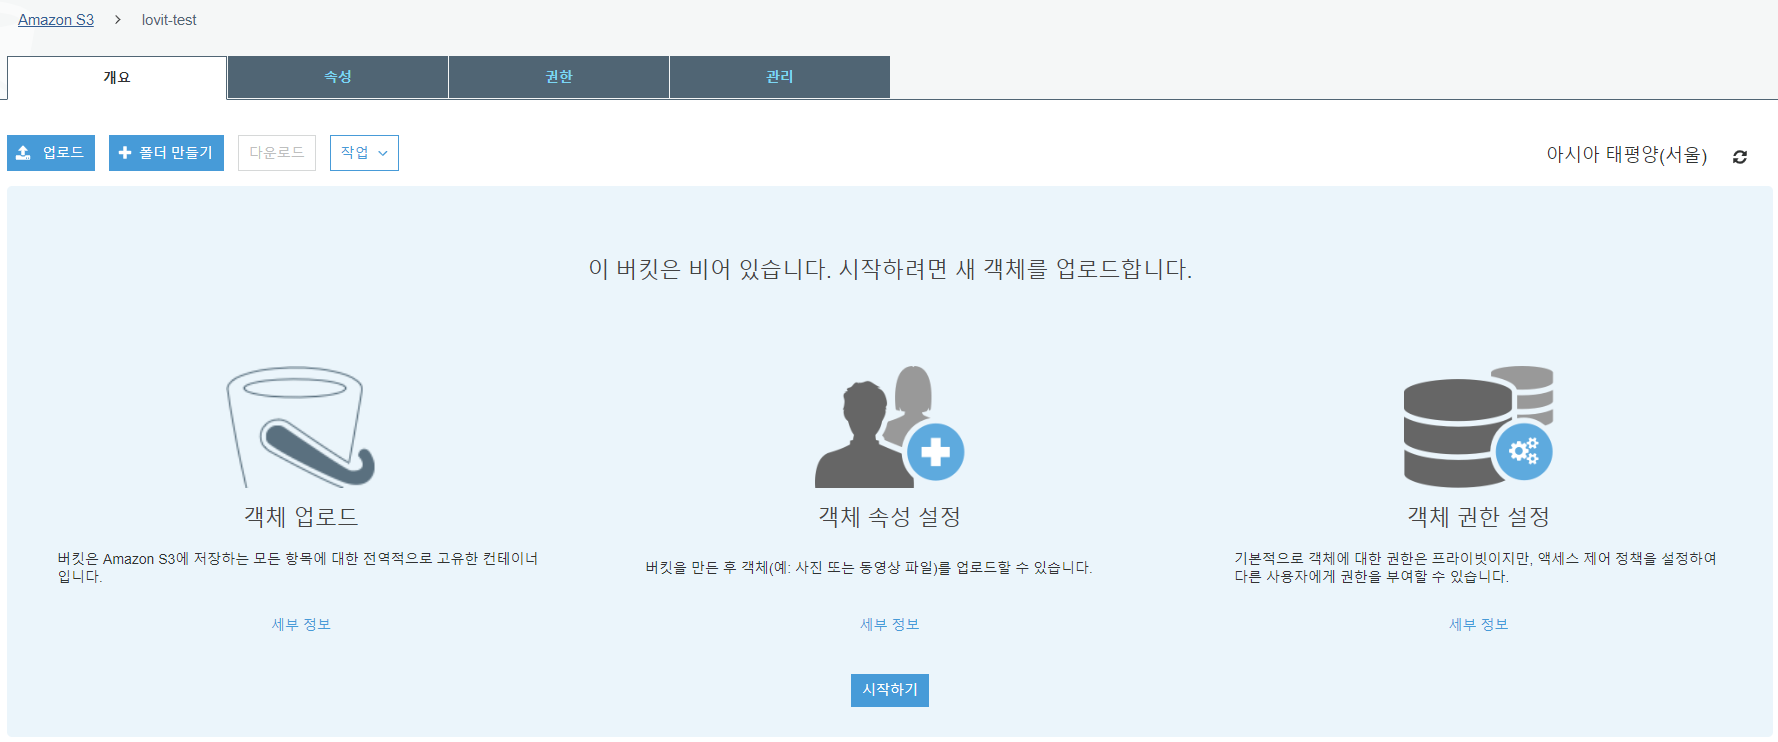 Amazon S3 > lovit-test
개요 속성 권한 관리
업로드 폴더 만들기 다운로드 작업 아시아 태평양(서울)
이 버킷은 비어 있습니다. 시작하려면 새 객체를 업로드합니다.
객체 업로드
버킷은 Amazon S3에 저장하는 모든 항목에 대한 전역적으로 고유한 컨테이너
입니다.
세부 정보
객체 속성 설정
버킷을 만든 후 객체(예: 사진 또는 동영상 파일)를 업로드할 수 있습니다.
세부 정보
객체 권한 설정
기본적으로 객체에 대한 권한은 프라이빗이지만, 액세스 제어 정책을 설정하여
다른 사용자에게 권한을 부여할 수 있습니다.
세부 정보
시작하기